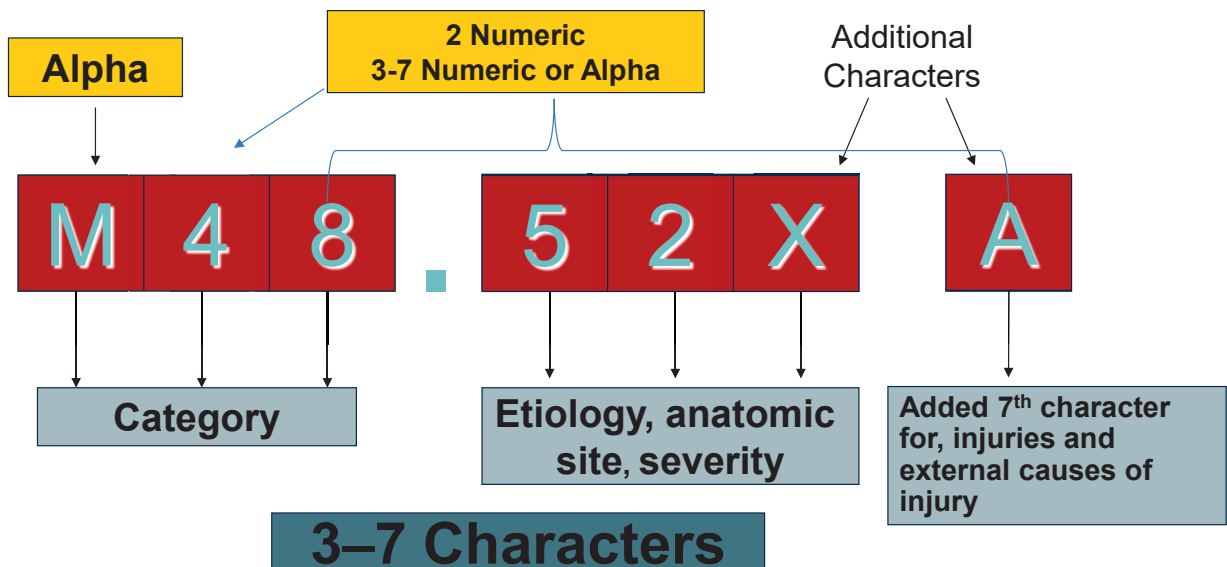 Alpha
2 Numeric
3-7 Numeric or Alpha
Additional
Characters
M 4 8 . 5 2 X A
Category
Etiology, anatomic
site, severity
Added 7th character
for, injuries and
external causes of
injury
3–7 Characters